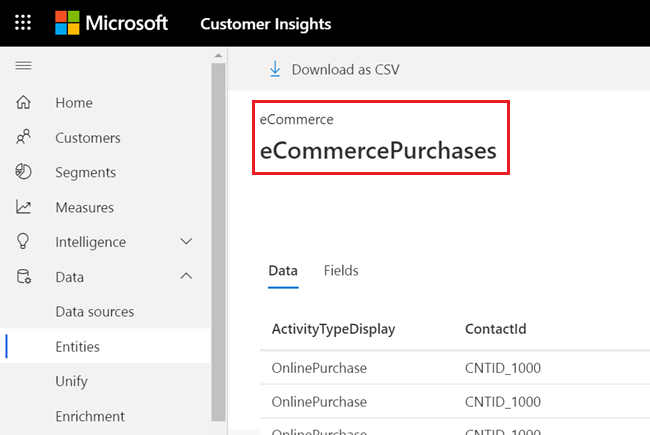 Microsoft Customer Insights
Home
Customers
Segments
Measures
Intelligence
Data
Data sources
Entities
Unify
Enrichment
Download as CSV
eCommerce
eCommercePurchases
Data Fields
ActivityTypeDisplay ContactId
OnlinePurchase CNTID_1000
OnlinePurchase CNTID_1000
OnlinePurchase CNTID_1000